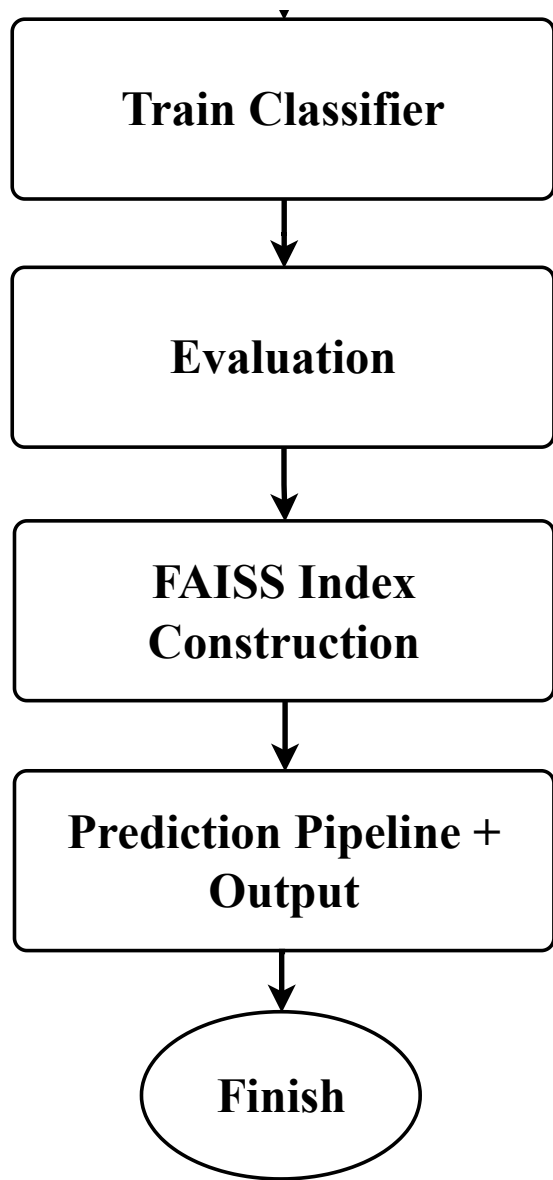 Train Classifier
Evaluation
FAISS Index
Construction
Prediction Pipeline +
Output
Finish